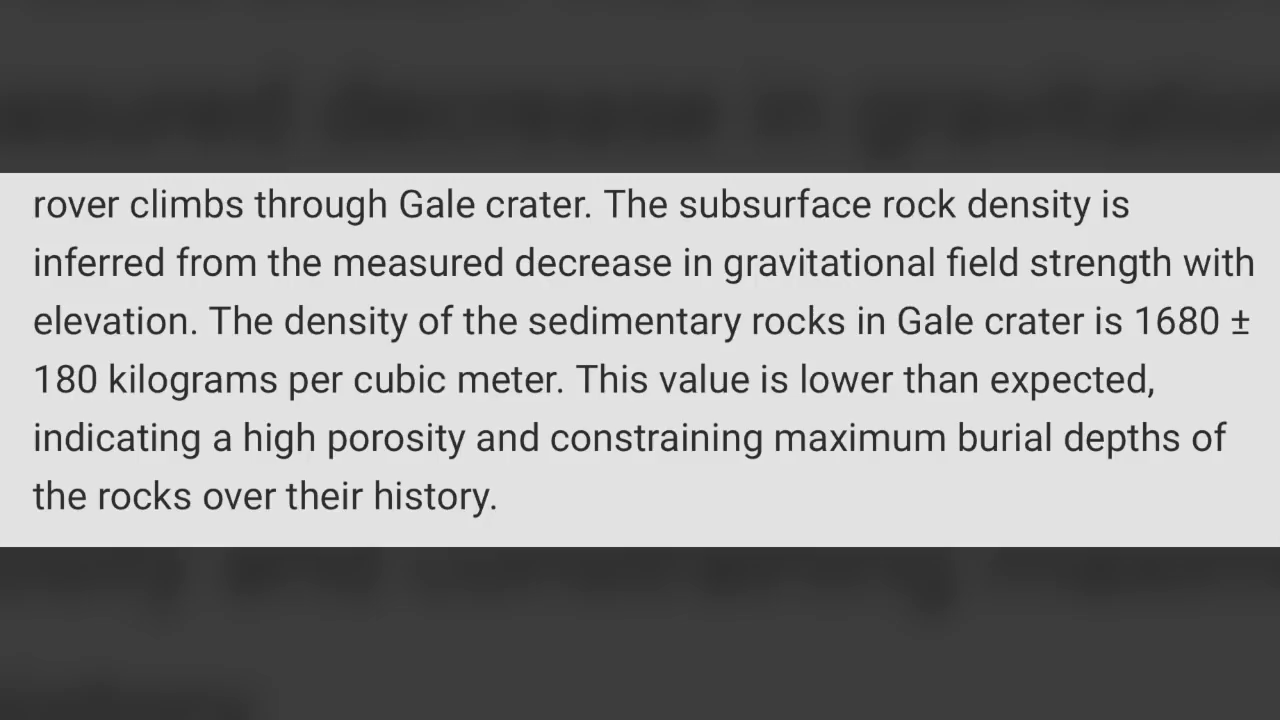 rover climbs through Gale crater. The subsurface rock density is
inferred from the measured decrease in gravitational field strength with
elevation. The density of the sedimentary rocks in Gale crater is 1680 ±
180 kilograms per cubic meter. This value is lower than expected,
indicating a high porosity and constraining maximum burial depths of
the rocks over their history.